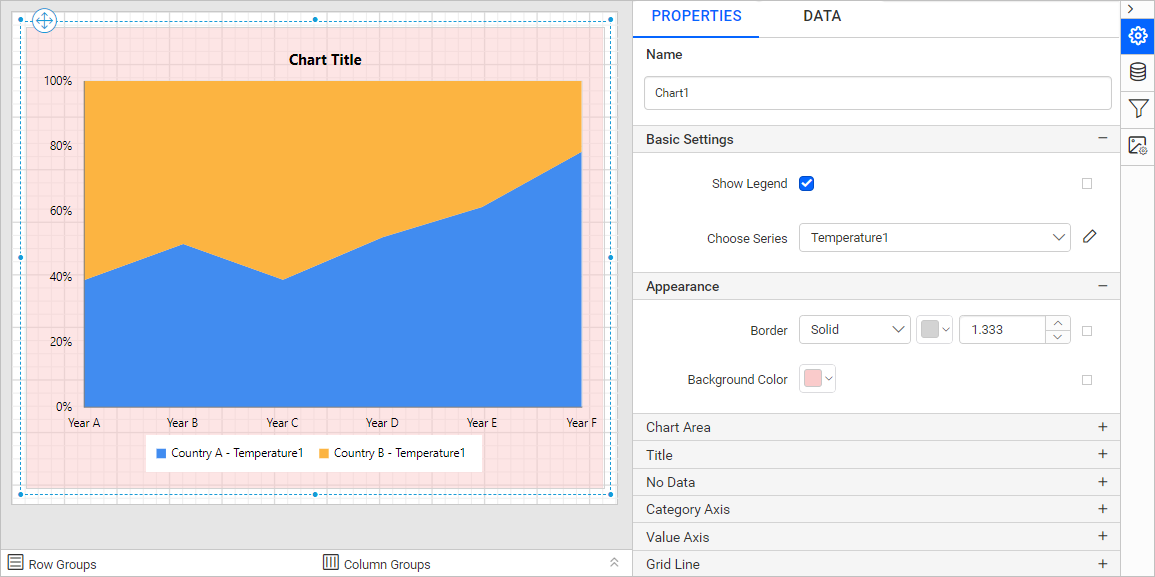 Chart Title
100%
80%
60%
40%
20%
0%
Year A Year B Year C Year D Year E Year F
Country A - Temperature1 Country B - Temperature1
Row Groups Column Groups
PROPERTIES DATA
Name
Chart1
Basic Settings
Show Legend
Choose Series Temperature1
Appearance
Border Solid 1.333
Background Color
Chart Area
Title
No Data
Category Axis
Value Axis
Grid Line